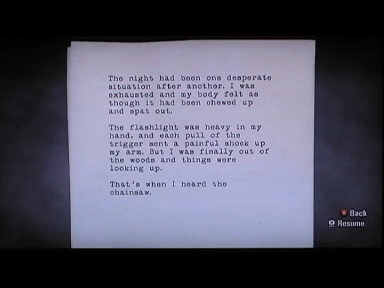 The night had been one desperate
situation after another. I was
exhausted and my body felt as
though it had been chewed up
and spat out.
The flashlight was heavy in my
hand, and each pull of the
trigger sent a painful shock up
my arm. But I was finally out of
the woods and things were
looking up.
That's when I heard the
chainsaw.
Back
Resume